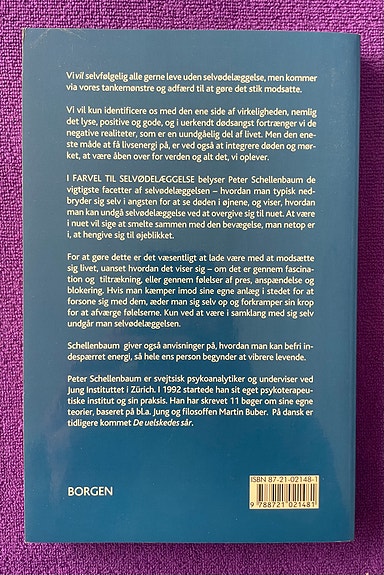 Vi vil selvfølgelig alle gerne leve uden selvødelæggelse, men kommer
via vores tankemønstre og adfærd til at gøre det stik modsatte.
Vi vil kun identificere os med den ene side af virkeligheden, nemlig
det lyse, positive og gode, og i uerkendt dødsangst fortrænger vi de
negative realiteter, som er en uundgåelig del af livet. Men den ene-
ste måde at få livsenergi på, er ved også at integrere døden og mør-
ket, at være åben over for verden og alt det, vi oplever.
I FARVEL TIL SELVØDELÆGGELSE belyser Peter Schellenbaum de
vigtigste facetter af selvødelæggelsen – hvordan man typisk ned-
bryder sig selv i angsten for at se døden i øjnene, og viser, hvordan
man kan undgå selvødelæggelse ved at overgive sig til nuet. At være
i nuet vil sige at smelte sammen med den bevægelse, man netop er
i, at hengive sig til øjeblikket.
For at gøre dette er det væsentligt at lade være med at modsætte
sig livet, uanset hvordan det viser sig – om det er gennem fascina-
tion og tiltrækning, eller gennem følelser af pres, anspændelse og
blokering. Hvis man kæmper imod sine egne anlæg i stedet for at
forsone sig med dem, æder man sig selv op og forkramper sin krop
for at afværge følelserne. Kun ved at være i samklang med sig selv
undgår man selvødelæggelsen.
Schellenbaum giver også anvisninger på, hvordan man kan befri in-
despærret energi, så hele ens person begynder at vibrere levende.
Peter Schellenbaum er svejtsisk psykoanalytiker og underviser ved
Jung Instituttet i Zürich. I 1992 startede han sit eget psykoterapeu-
tiske institut og sin praksis. Han har skrevet 11 bøger om sine egne
teorier, baseret på bl.a. Jung og filosoffen Martin Buber. På dansk er
tidligere kommet De uelskedes sår.
ISBN 87-21-02148-1
BORGEN
9 788721 021481